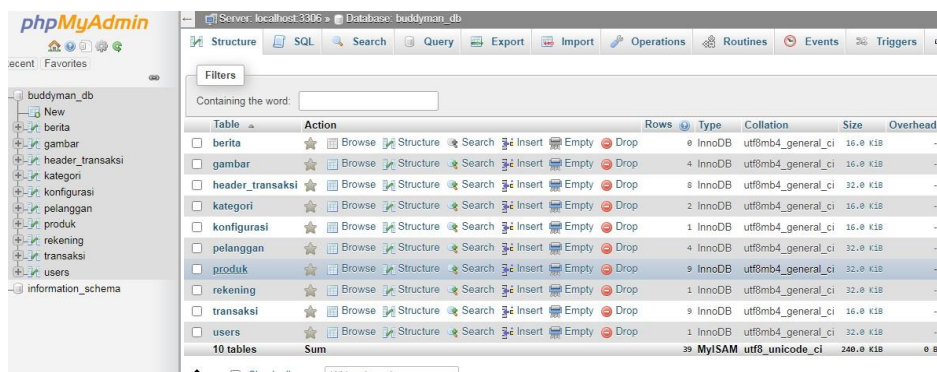 phpMyAdmin
Recent Favorites
buddyman_db
New
berita
gambar
header_transaksi
kategori
konfigurasi
pelanggan
produk
rekening
transaksi
users
information_schema
Server: localhost:3306 » Database: buddyman_db
Structure SQL Search Query Export Import Operations Routines Events Triggers
Filters
Containing the word:
Table Action Rows Type Collation Size Overhead
berita Browse Structure Search Insert Empty Drop 0 InnoDB utf8mb4_general_ci 16.0 KiB -
gambar Browse Structure Search Insert Empty Drop 4 InnoDB utf8mb4_general_ci 16.0 KiB -
header_transaksi Browse Structure Search Insert Empty Drop 8 InnoDB utf8mb4_general_ci 32.0 KiB -
kategori Browse Structure Search Insert Empty Drop 2 InnoDB utf8mb4_general_ci 16.0 KiB -
konfigurasi Browse Structure Search Insert Empty Drop 1 InnoDB utf8mb4_general_ci 16.0 KiB -
pelanggan Browse Structure Search Insert Empty Drop 4 InnoDB utf8mb4_general_ci 32.0 KiB -
produk Browse Structure Search Insert Empty Drop 9 InnoDB utf8mb4_general_ci 32.0 KiB -
rekening Browse Structure Search Insert Empty Drop 1 InnoDB utf8mb4_general_ci 32.0 KiB -
transaksi Browse Structure Search Insert Empty Drop 9 InnoDB utf8mb4_general_ci 16.0 KiB -
users Browse Structure Search Insert Empty Drop 1 InnoDB utf8mb4_general_ci 32.0 KiB -
10 tables Sum 39 MyISAM utf8_unicode_ci 240.0 KiB 0 B